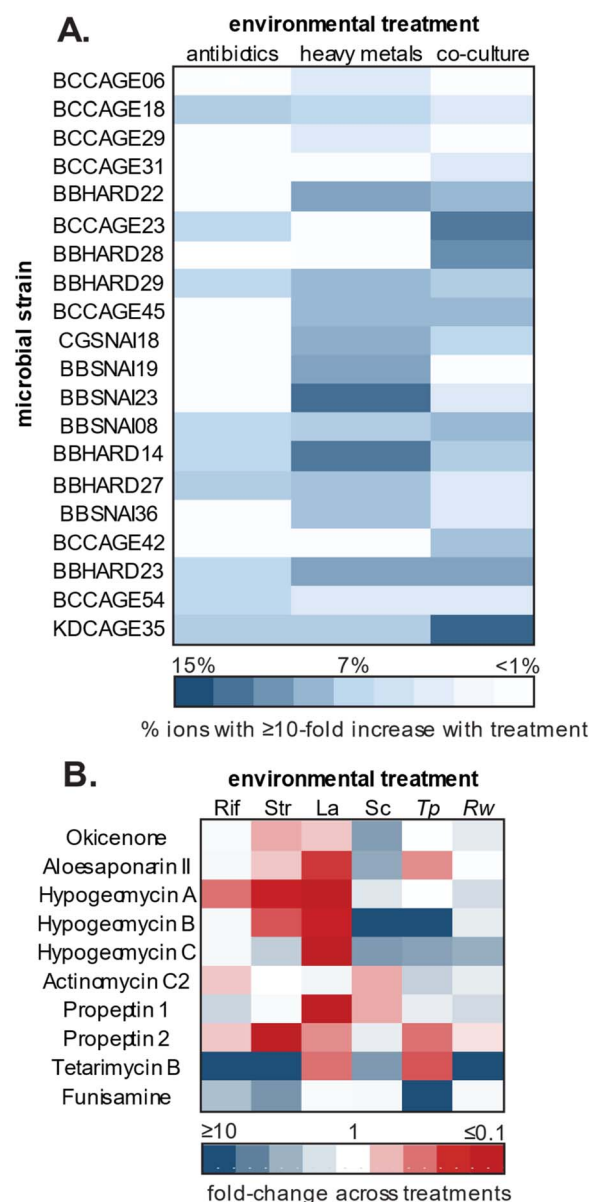 A.
environmental treatment
antibiotics heavy metals co-culture
microbial strain
BCCAGE06
BCCAGE18
BCCAGE29
BCCAGE31
BBHARD22
BCCAGE23
BBHARD28
BBHARD29
BCCAGE45
CGSNAI18
BBSNAI19
BBSNAI23
BBSNAI08
BBHARD14
BBHARD27
BBSNAI36
BCCAGE42
BBHARD23
BCCAGE54
KDCAGE35
15% 7% <1%
% ions with ≥10-fold increase with treatment
B.
environmental treatment
Rif Str La Sc Tp Rw
Okicenone
Aloesaponarin II
Hypogeomycin A
Hypogeomycin B
Hypogeomycin C
Actinomycin C2
Propeptin 1
Propeptin 2
Tetarimycin B
Funisamine
≥10 1 ≤0.1
fold-change across treatments